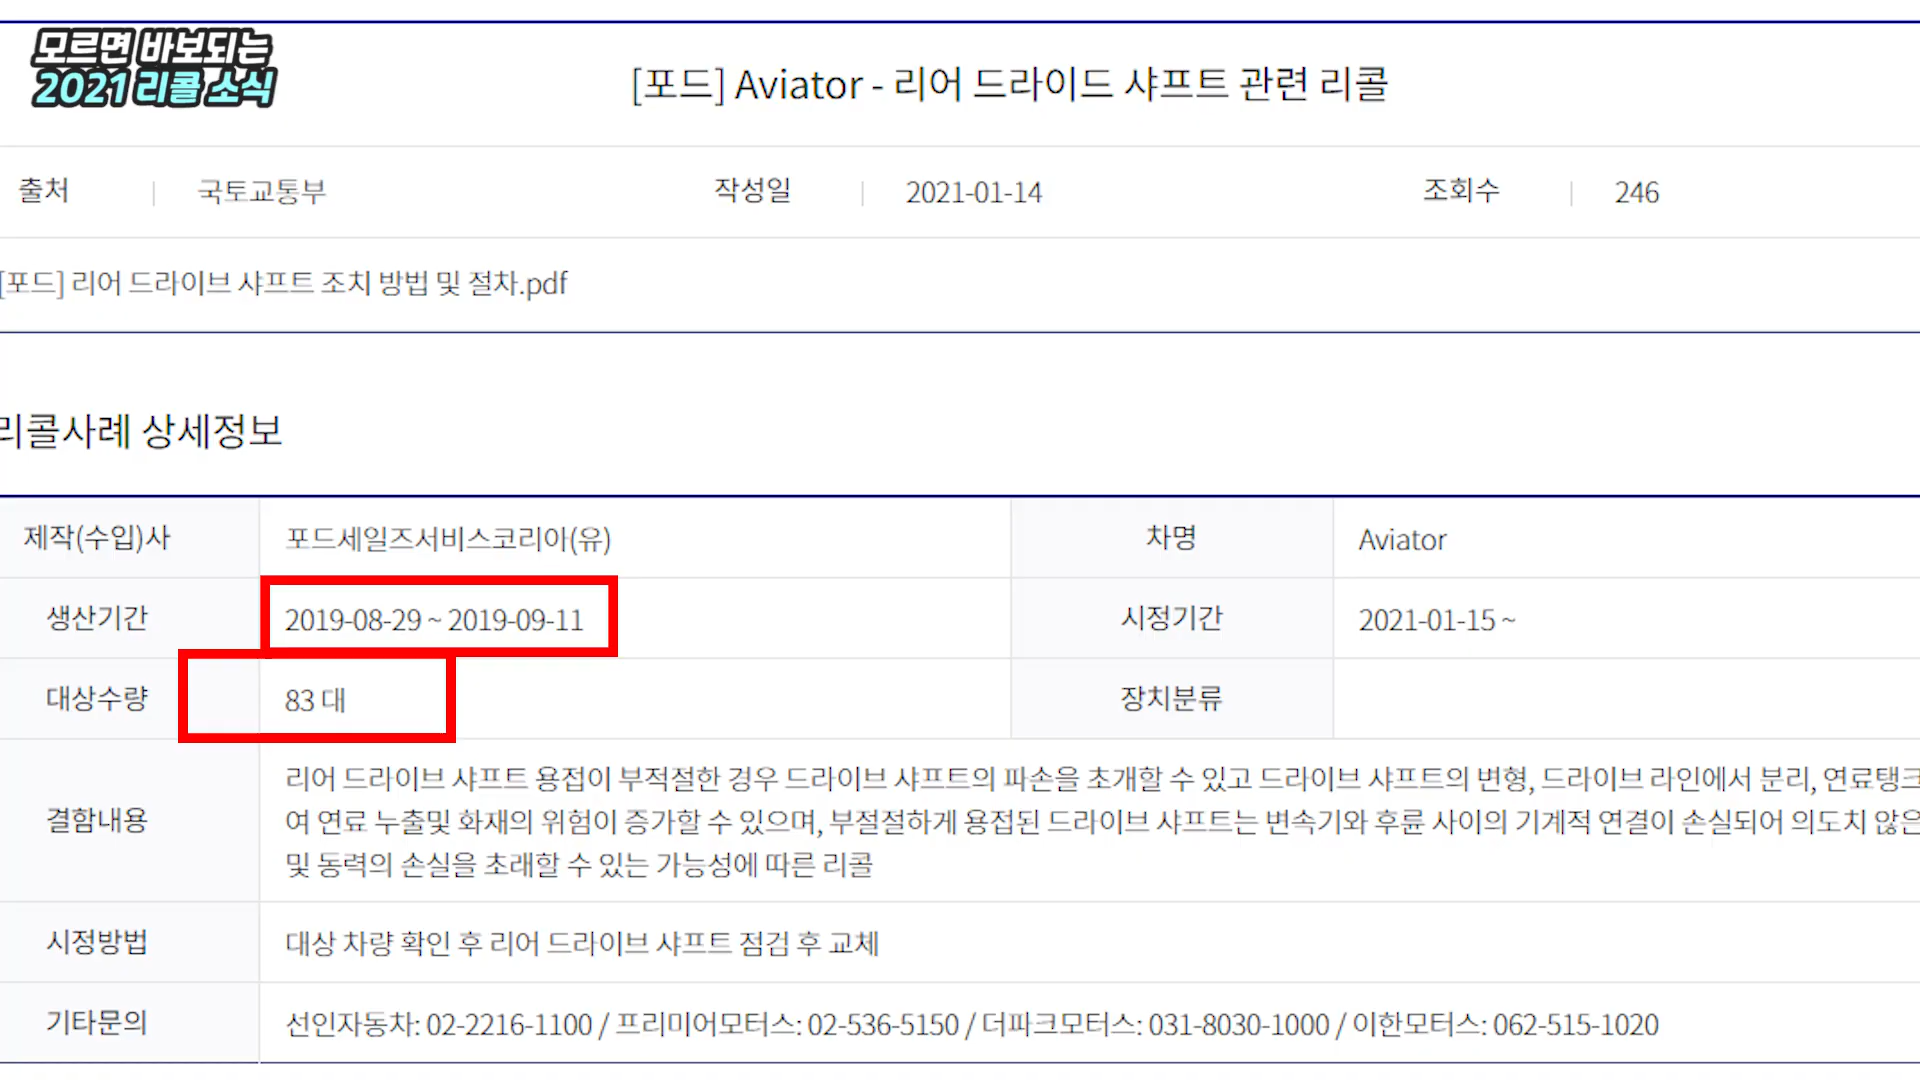 모르면 바보되는
2021 리콜 소식
[포드] Aviator - 리어 드라이드 샤프트 관련 리콜
출처 국토교통부 작성일 2021-01-14 조회수 246
[포드] 리어 드라이브 샤프트 조치 방법 및 절차.pdf
리콜사례 상세정보
제작(수입)사 포드세일즈서비스코리아(유) 차명 Aviator
생산기간 2019-08-29 ~ 2019-09-11 시정기간 2021-01-15 ~
대상수량 83 대 장치분류
결함내용
리어 드라이브 샤프트 용접이 부적절한 경우 드라이브 샤프트의 파손을 초개할 수 있고 드라이브 샤프트의 변형, 드라이브 라인에서 분리, 연료탱크
여 연료 누출및 화재의 위험이 증가할 수 있으며, 부절절하게 용접된 드라이브 샤프트는 변속기와 후륜 사이의 기계적 연결이 손실되어 의도치 않은
및 동력의 손실을 초래할 수 있는 가능성에 따른 리콜
시정방법 대상 차량 확인 후 리어 드라이브 샤프트 점검 후 교체
기타문의 선인자동차: 02-2216-1100 / 프리미어모터스: 02-536-5150 / 더파크모터스: 031-8030-1000 / 이한모터스: 062-515-1020